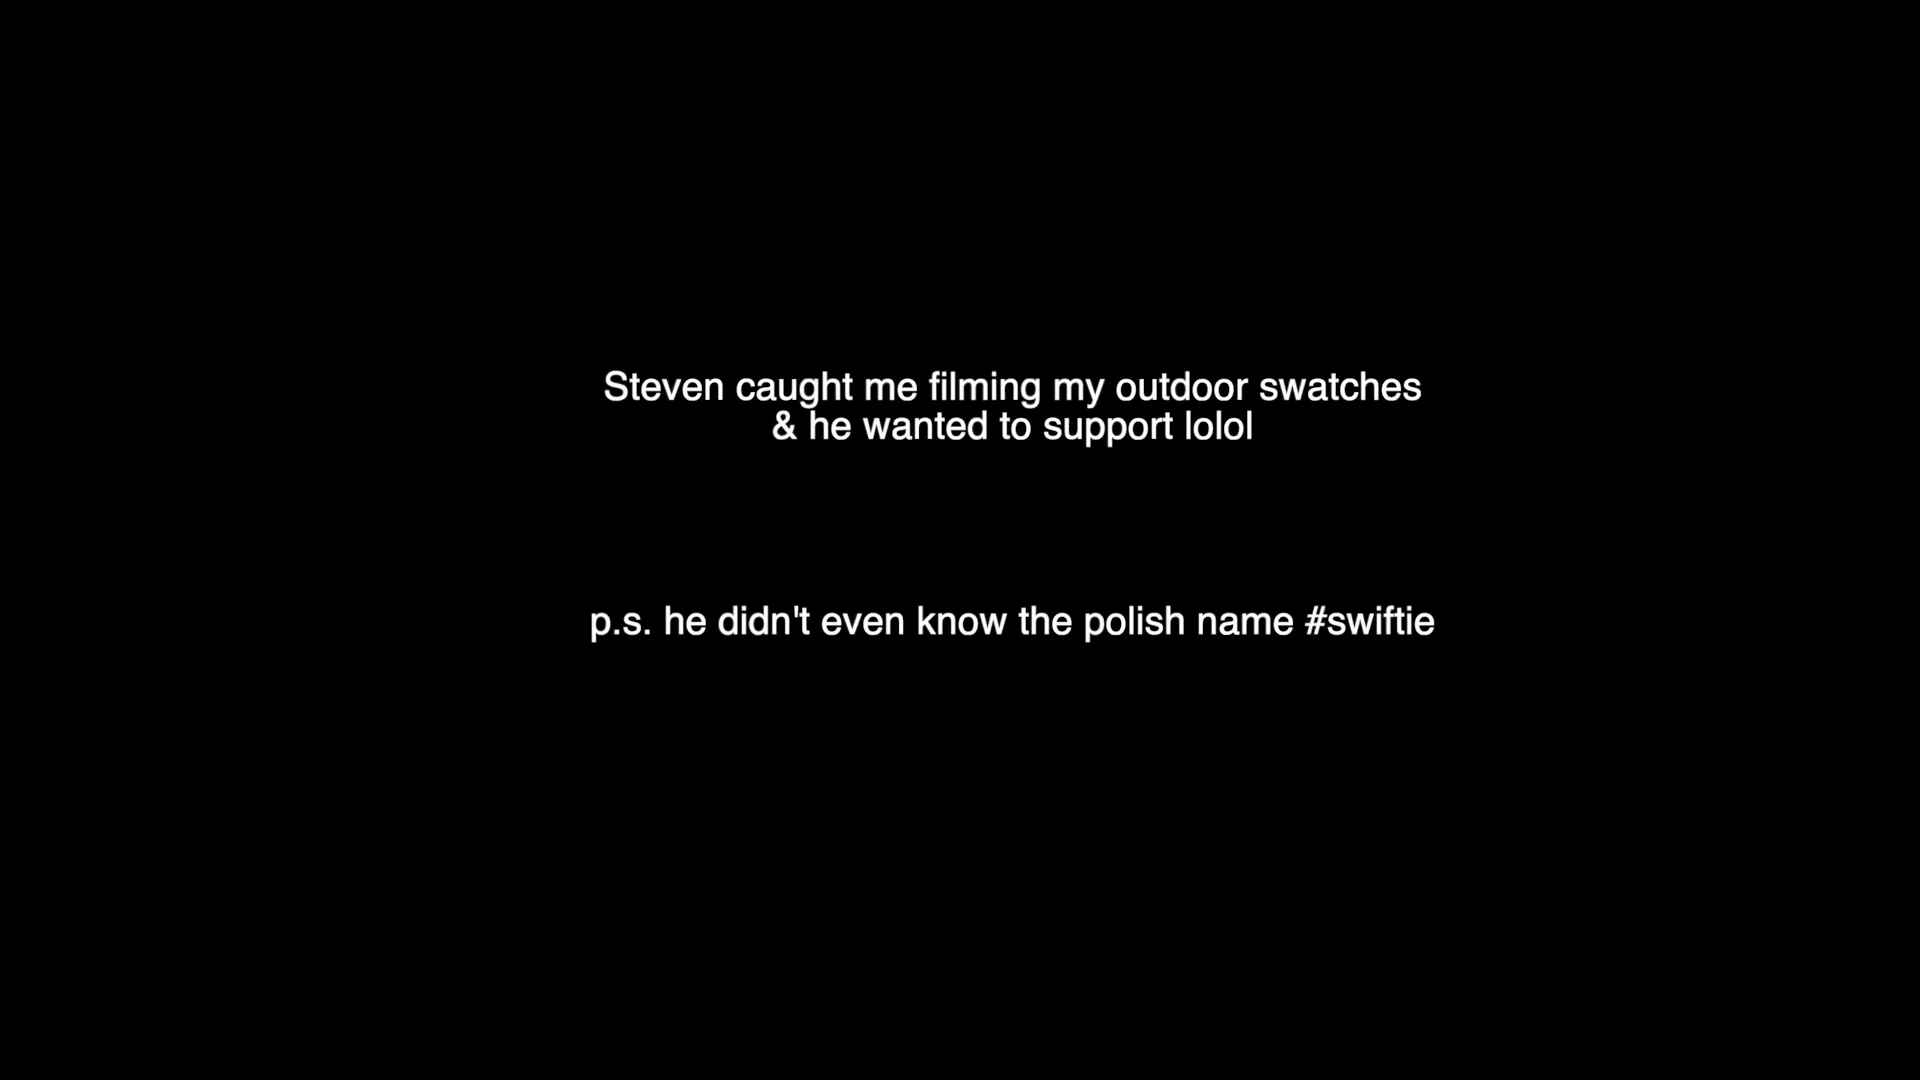 Steven caught me filming my outdoor swatches
& he wanted to support lolol
p.s. he didn't even know the polish name #swiftie